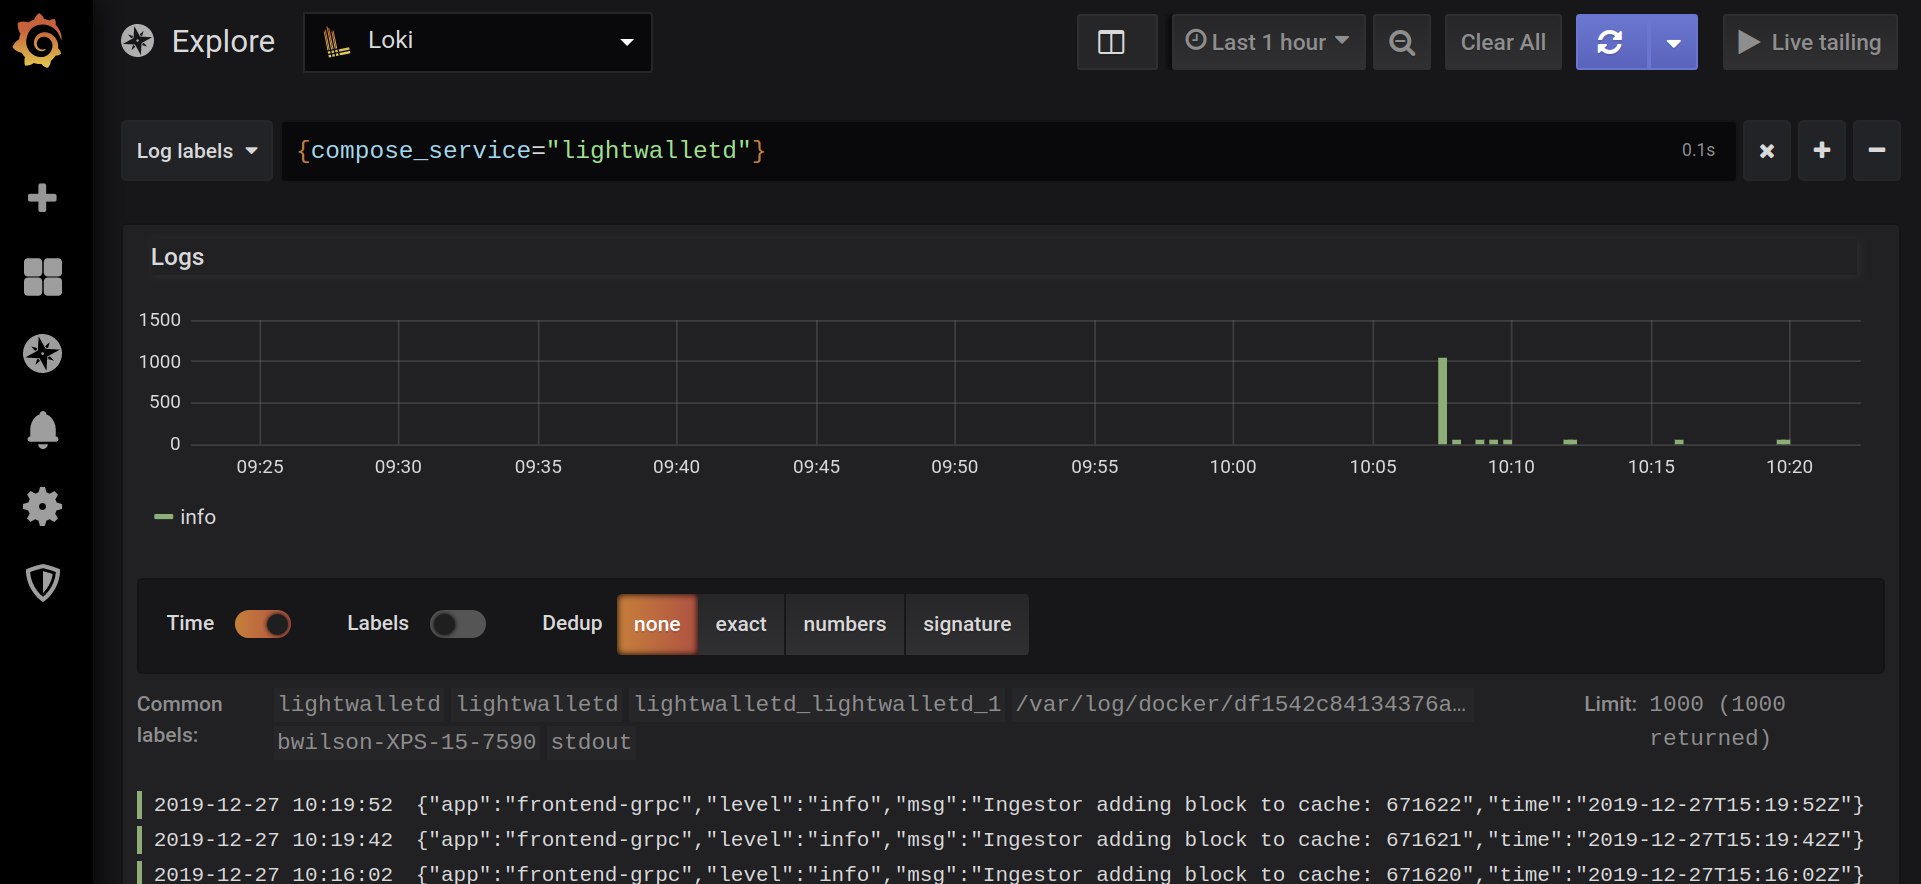 Explore Loki Last 1 hour Clear All Live tailing
Log labels {compose_service="lightwalletd"} 0.1s
Logs
1500
1000
500
0
09:25 09:30 09:35 09:40 09:45 09:50 09:55 10:00 10:05 10:10 10:15 10:20
info
Time Labels Dedup none exact numbers signature
Common labels: lightwalletd lightwalletd lightwalletd_lightwalletd_1 /var/log/docker/df1542c84134376a… bwilson-XPS-15-7590 stdout
Limit: 1000 (1000 returned)
2019-12-27 10:19:52 {"app":"frontend-grpc","level":"info","msg":"Ingestor adding block to cache: 671622","time":"2019-12-27T15:19:52Z"}
2019-12-27 10:19:42 {"app":"frontend-grpc","level":"info","msg":"Ingestor adding block to cache: 671621","time":"2019-12-27T15:19:42Z"}
2019-12-27 10:16:02 {"app":"frontend-grpc","level":"info","msg":"Ingestor adding block to cache: 671620","time":"2019-12-27T15:16:02Z"}